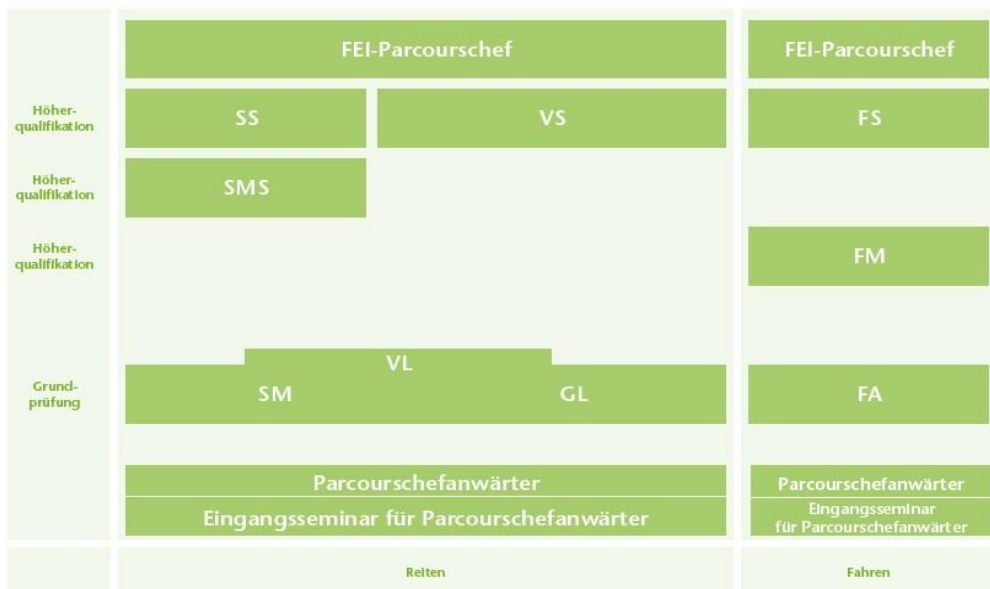 FEI-Parcourschef
FEI-Parcourschef
Höher-
qualifikation
SS
VS
FS
Höher-
qualifikation
SMS
Höher-
qualifikation
FM
VL
Grund-
prüfung
SM
GL
FA
Parcourschefanwärter
Parcourschefanwärter
Eingangsseminar für Parcourschefanwärter
Eingangsseminar
für Parcourschefanwärter
Reiten
Fahren